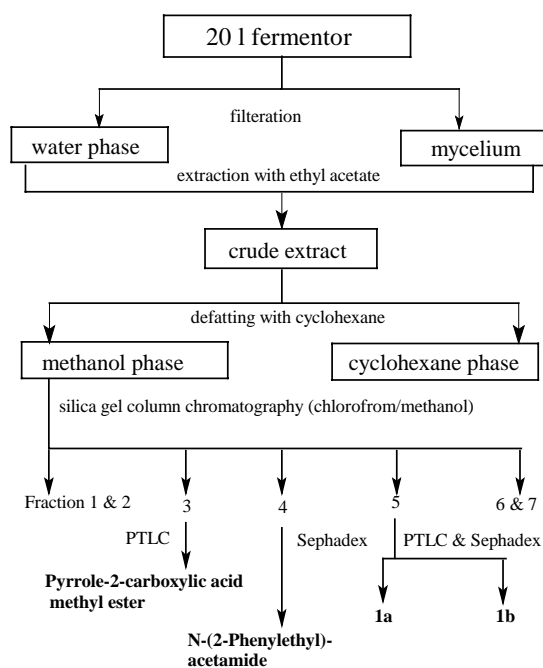 20 l fermentor
filteration
water phase
mycelium
extraction with ethyl acetate
crude extract
defatting with cyclohexane
methanol phase
cyclohexane phase
silica gel column chromatography (chlorofrom/methanol)
Fraction 1 & 2
3
4
5
6 & 7
PTLC
Sephadex
PTLC & Sephadex
Pyrrole-2-carboxylic acid
methyl ester
1a
1b
N-(2-Phenylethyl)-
acetamide